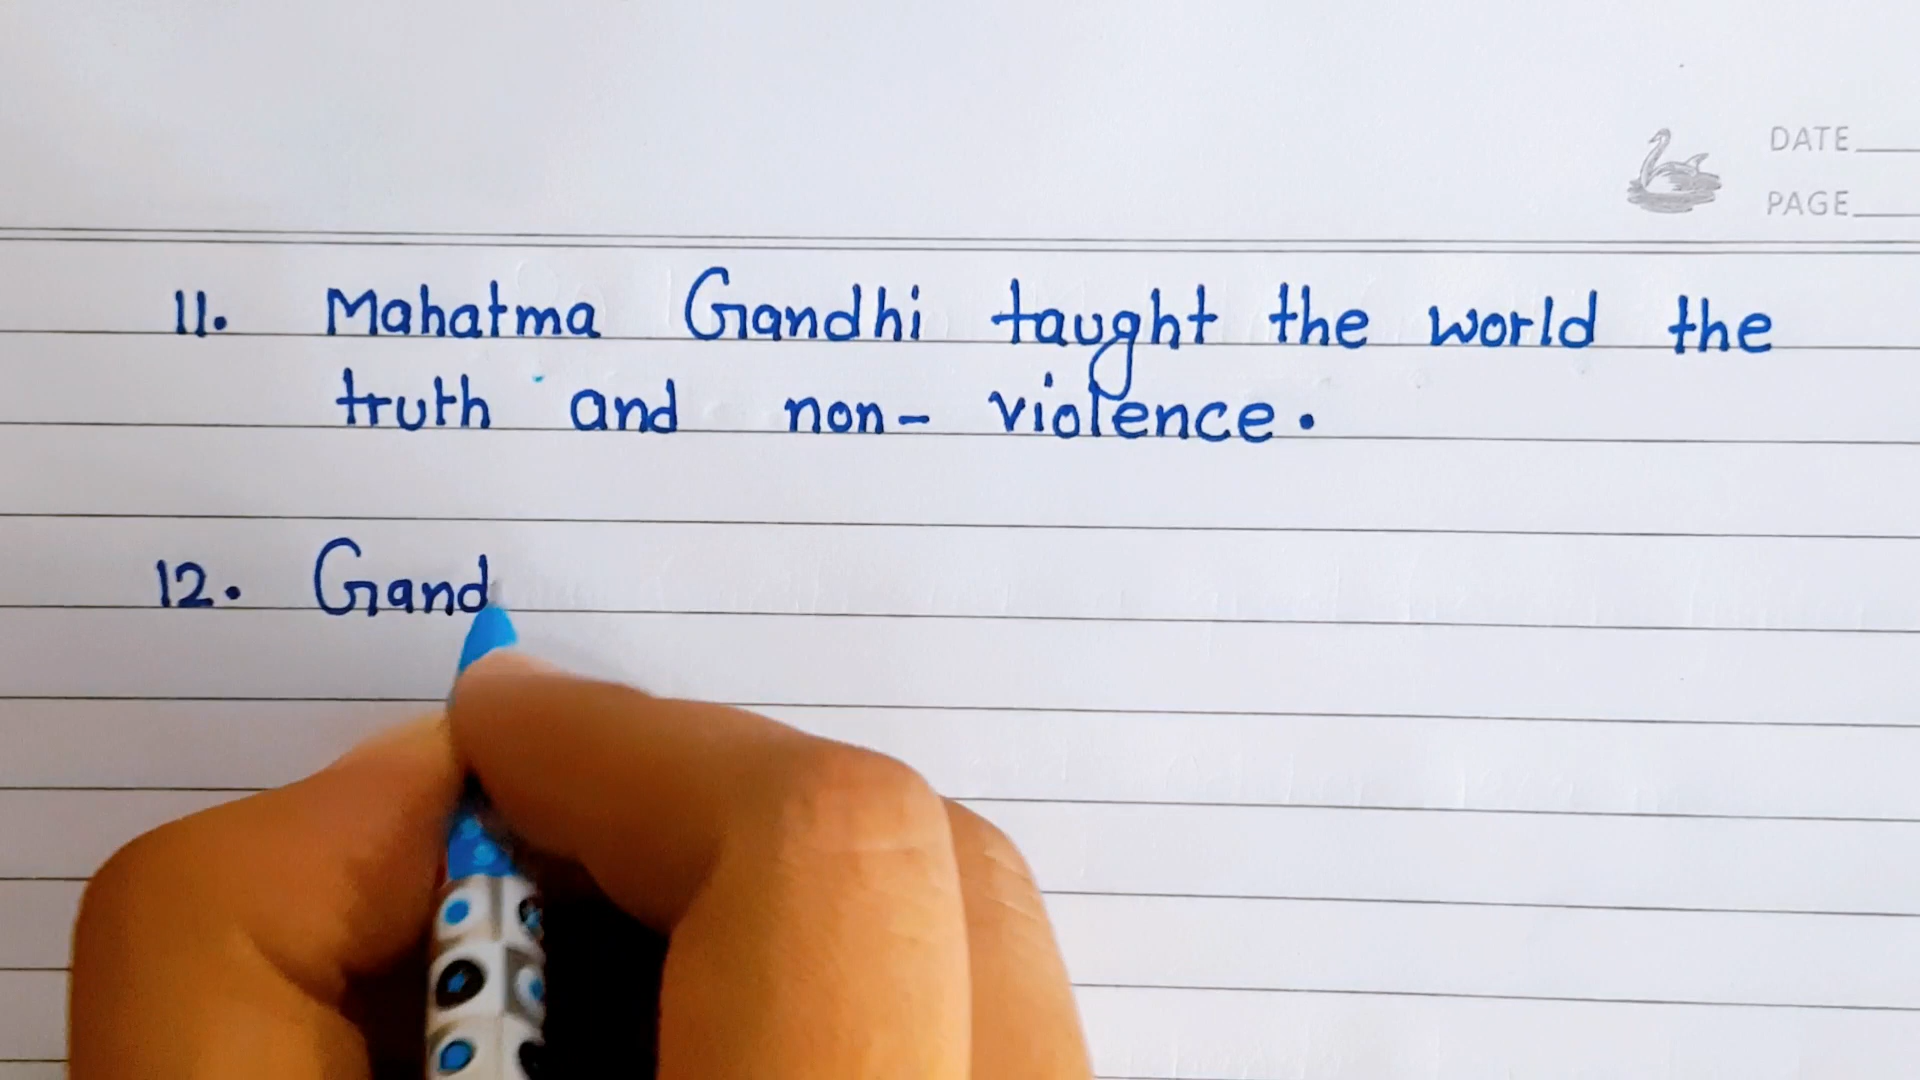 DATE
PAGE
11. Mahatma Gandhi taught the world the
truth and non- violence.
12. Gand